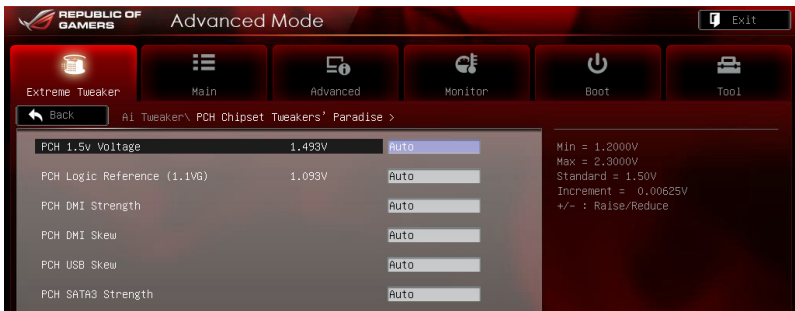 REPUBLIC OF
GAMERS
Advanced Mode
Exit
Extreme Tweaker
Main
Advanced
Monitor
Boot
Tool
Back
Ai Tweaker\ PCH Chipset Tweakers' Paradise >
PCH 1.5v Voltage 1.493V Auto
PCH Logic Reference (1.1VG) 1.093V Auto
PCH DMI Strength Auto
PCH DMI Skew Auto
PCH USB Skew Auto
PCH SATA3 Strength Auto
Min = 1.2000V
Max = 2.3000V
Standard = 1.50V
Increment = 0.00625V
+/- : Raise/Reduce